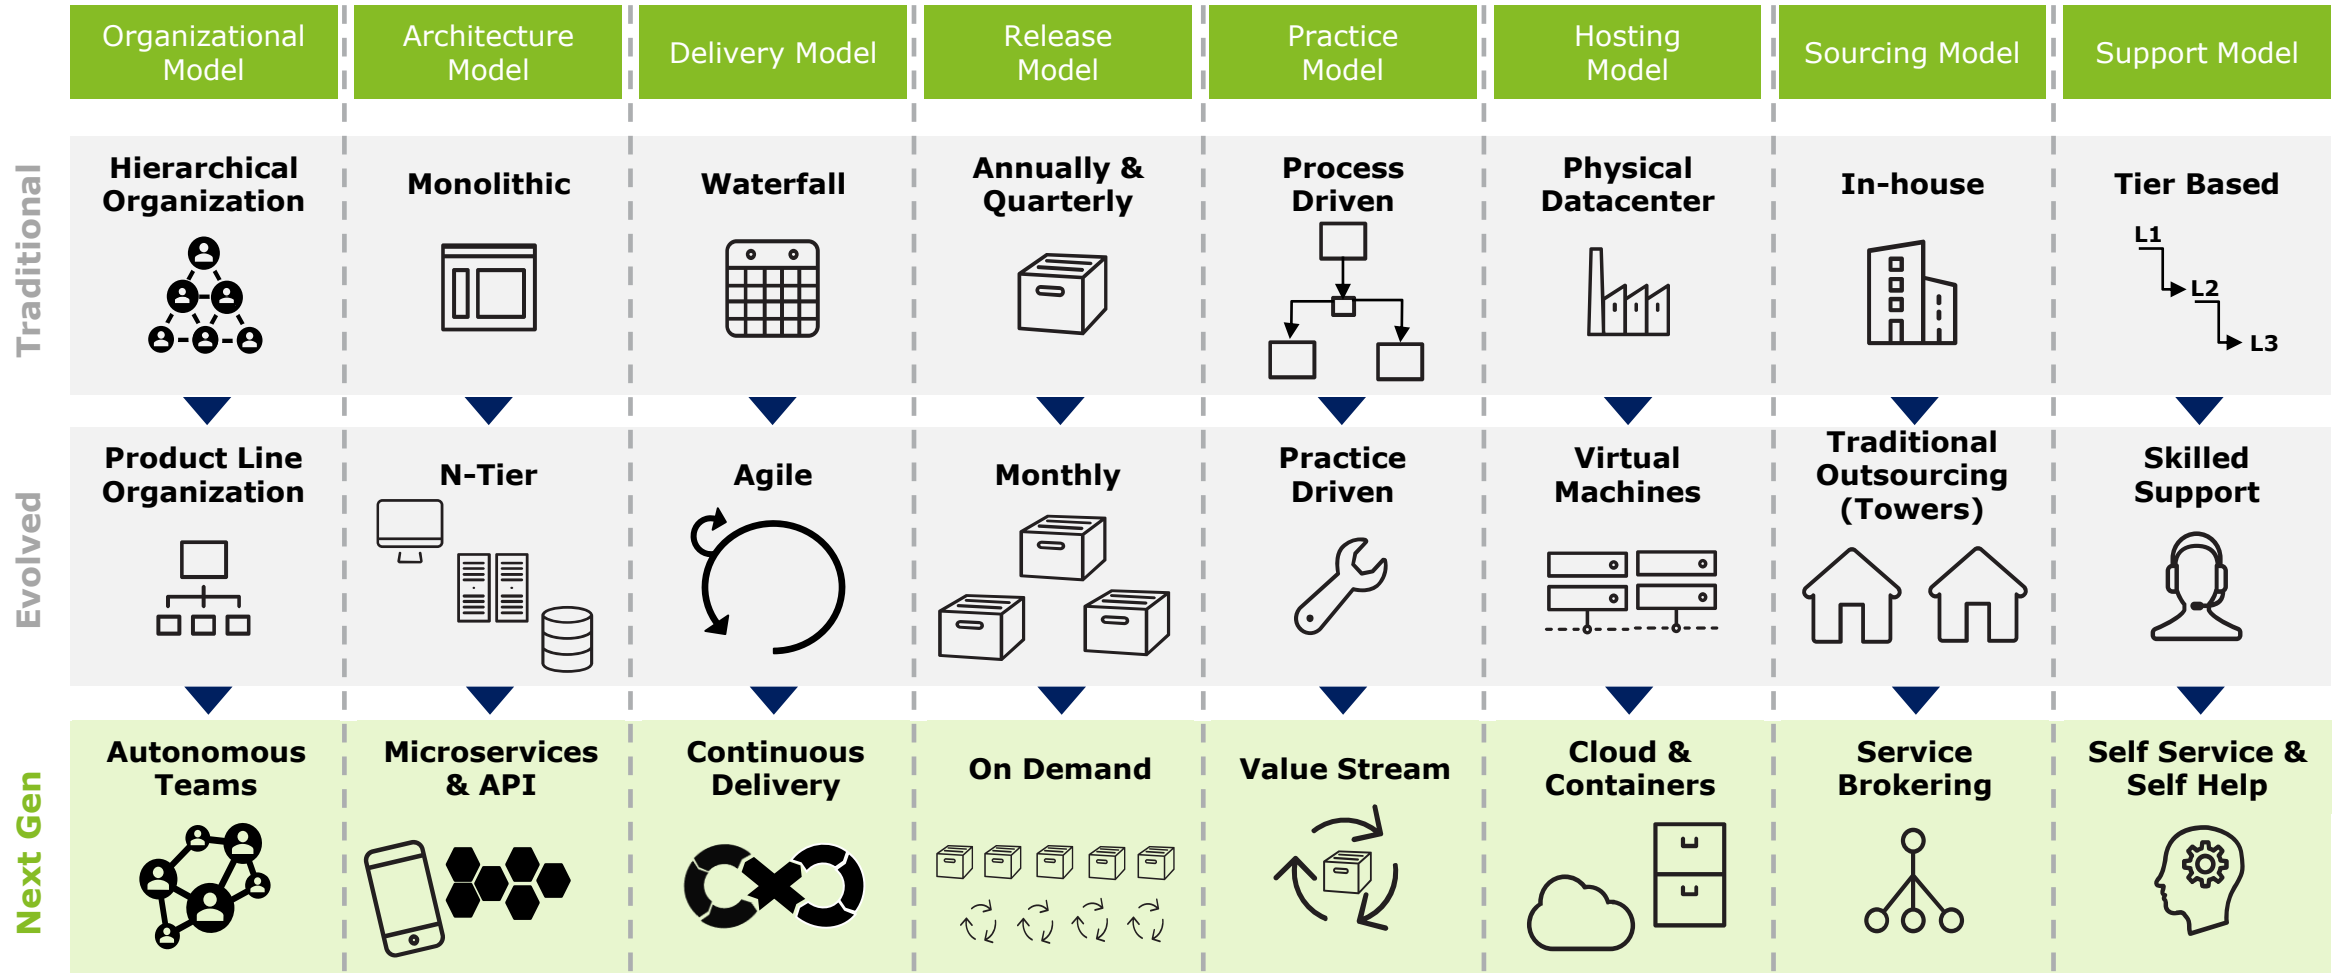 Organizational
Model
Architecture
Model
Delivery Model
Release
Model
Practice
Model
Hosting
Model
Sourcing Model
Support Model
Traditional
Hierarchical
Organization
Monolithic
Waterfall
Annually &
Quarterly
Process
Driven
Physical
Datacenter
In-house
Tier Based
L1
L2
L3
Evolved
Product Line
Organization
N-Tier
Agile
Monthly
Practice
Driven
Virtual
Machines
Traditional
Outsourcing
(Towers)
Skilled
Support
Next Gen
Autonomous
Teams
Microservices
& API
Continuous
Delivery
On Demand
Value Stream
Cloud &
Containers
Service
Brokering
Self Service &
Self Help